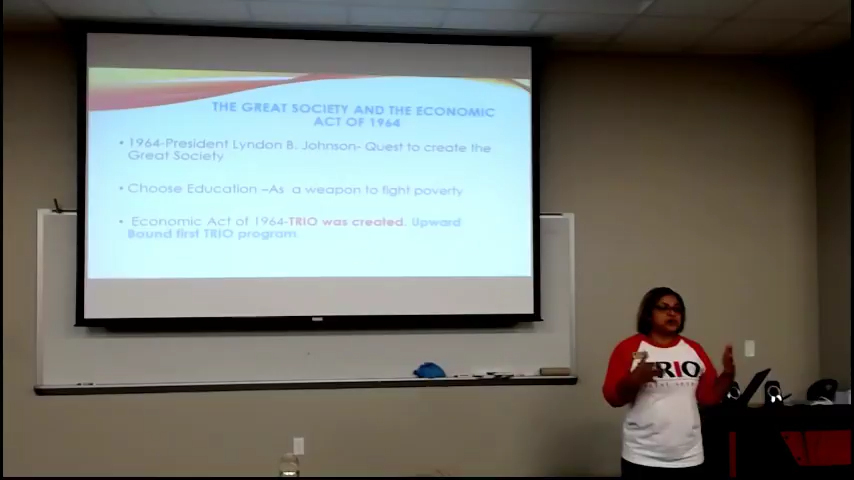 THE GREAT SOCIETY AND THE ECONOMIC
ACT OF 1964
• 1964-President Lyndon B. Johnson- Quest to create the
Great Society
• Choose Education –As a weapon to fight poverty
• Economic Act of 1964-TRIO was created. Upward
Bound first TRIO program.
TRIO